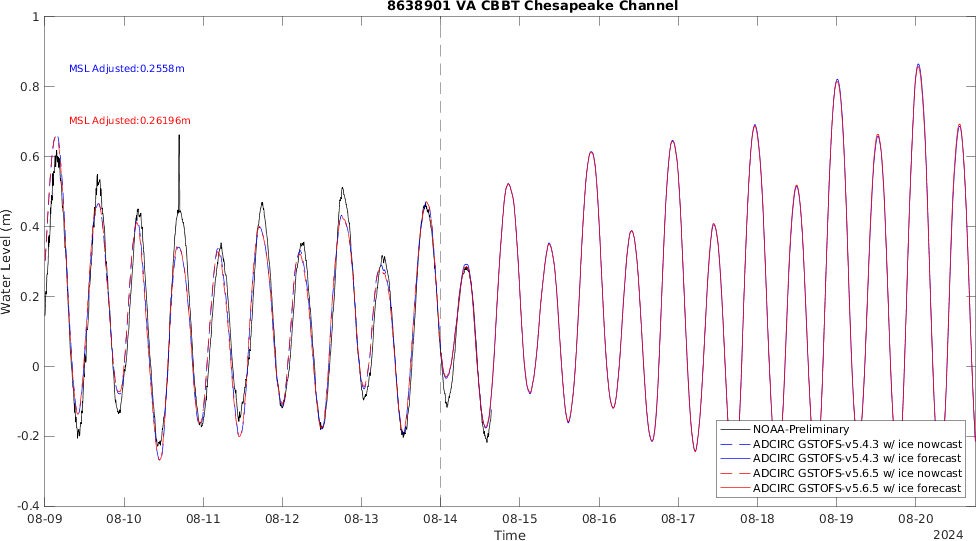 8638901 VA CBBT Chesapeake Channel
1
0.8
0.6
0.4
0.2
0
-0.2
-0.4
Water Level (m)
MSL Adjusted:0.2558m
MSL Adjusted:0.26196m
NOAA-Preliminary
ADCIRC GSTOFS-v5.4.3 w/ ice nowcast
ADCIRC GSTOFS-v5.4.3 w/ ice forecast
ADCIRC GSTOFS-v5.6.5 w/ ice nowcast
ADCIRC GSTOFS-v5.6.5 w/ ice forecast
08-09 08-10 08-11 08-12 08-13 08-14 08-15 08-16 08-17 08-18 08-19 08-20
Time
2024